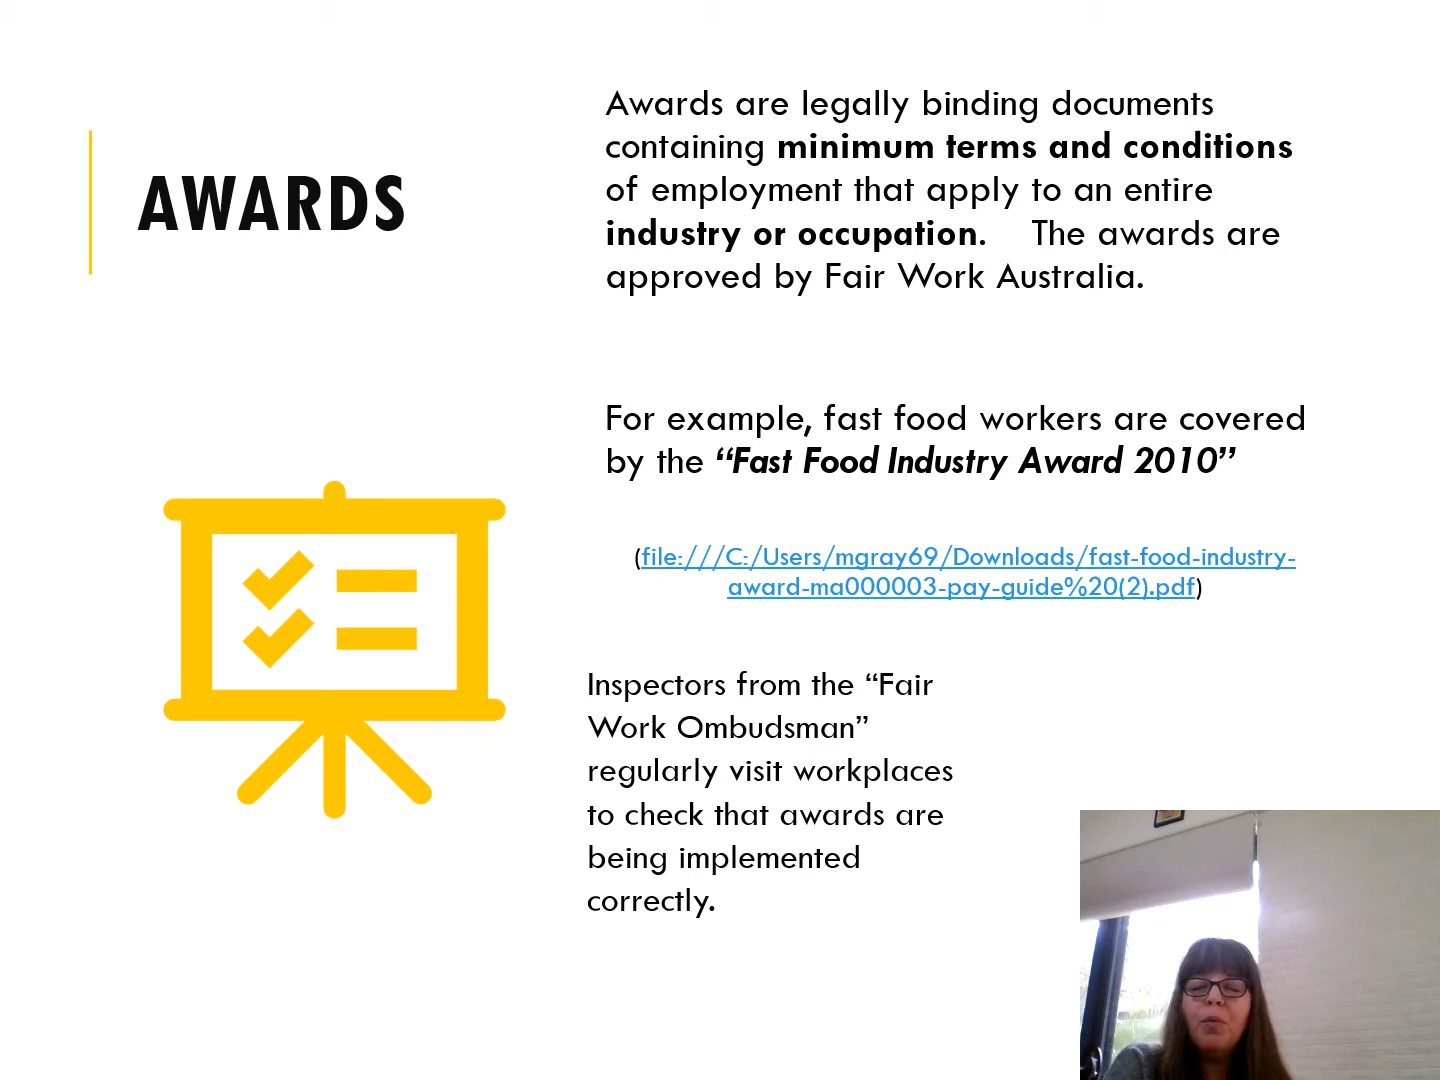 AWARDS
Awards are legally binding documents
containing minimum terms and conditions
of employment that apply to an entire
industry or occupation. The awards are
approved by Fair Work Australia.
For example, fast food workers are covered
by the “Fast Food Industry Award 2010”
(file:///C:/Users/mgray69/Downloads/fast-food-industry-
award-ma000003-pay-guide%20(2).pdf)
Inspectors from the “Fair
Work Ombudsman”
regularly visit workplaces
to check that awards are
being implemented
correctly.